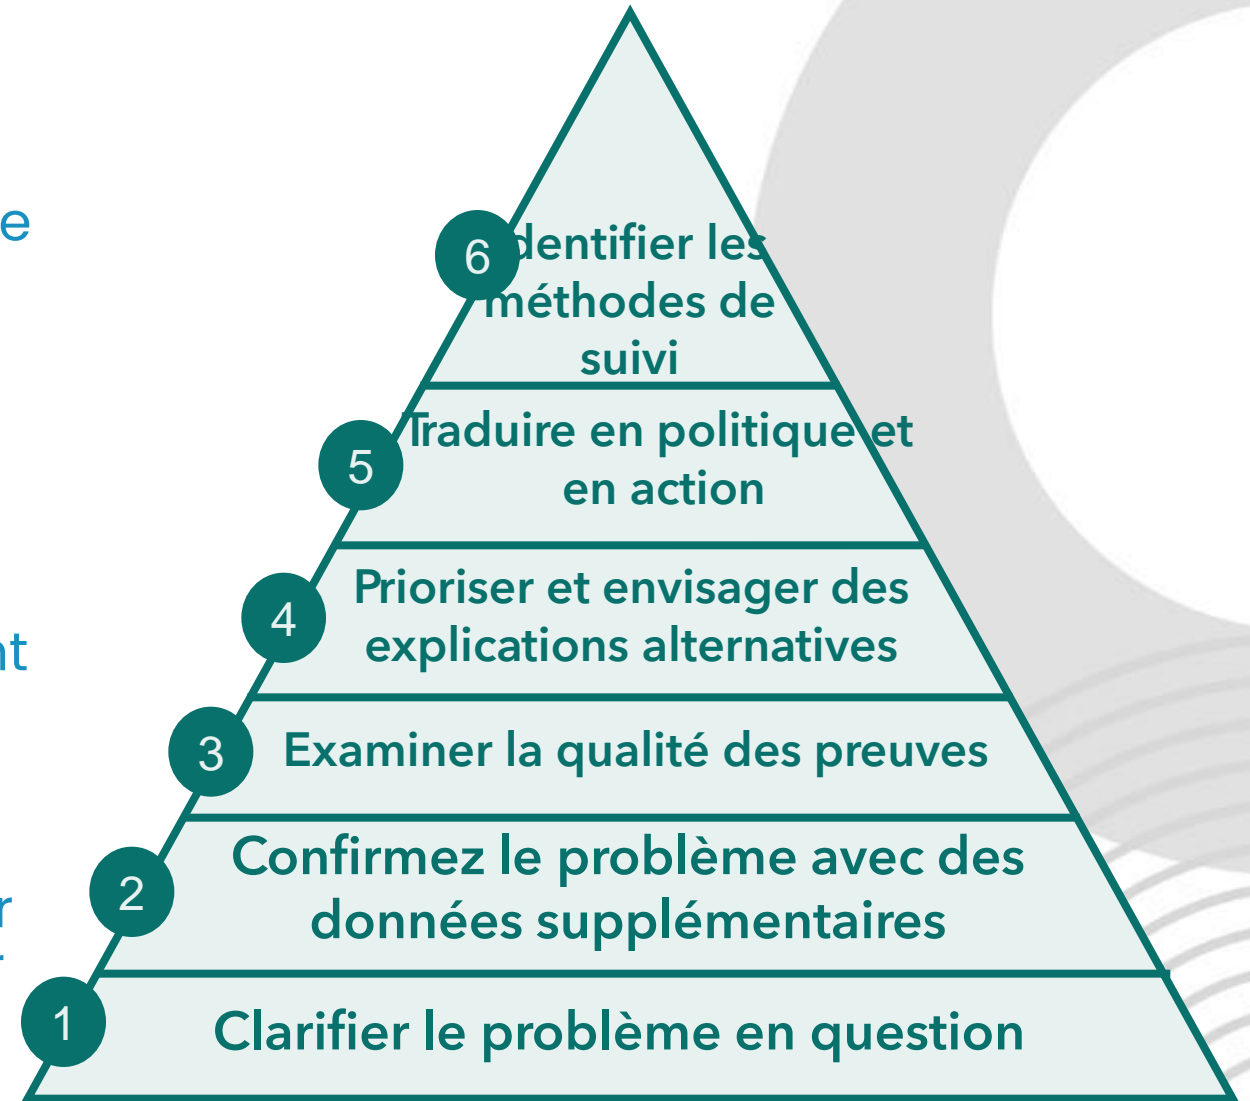 e
nt
r
6
dentifier les
méthodes de
suivi
5
Traduire en politique et
en action
4
Prioriser et envisager des
explications alternatives
3
Examiner la qualité des preuves
2
Confirmez le problème avec des
données supplémentaires
1
Clarifier le problème en question